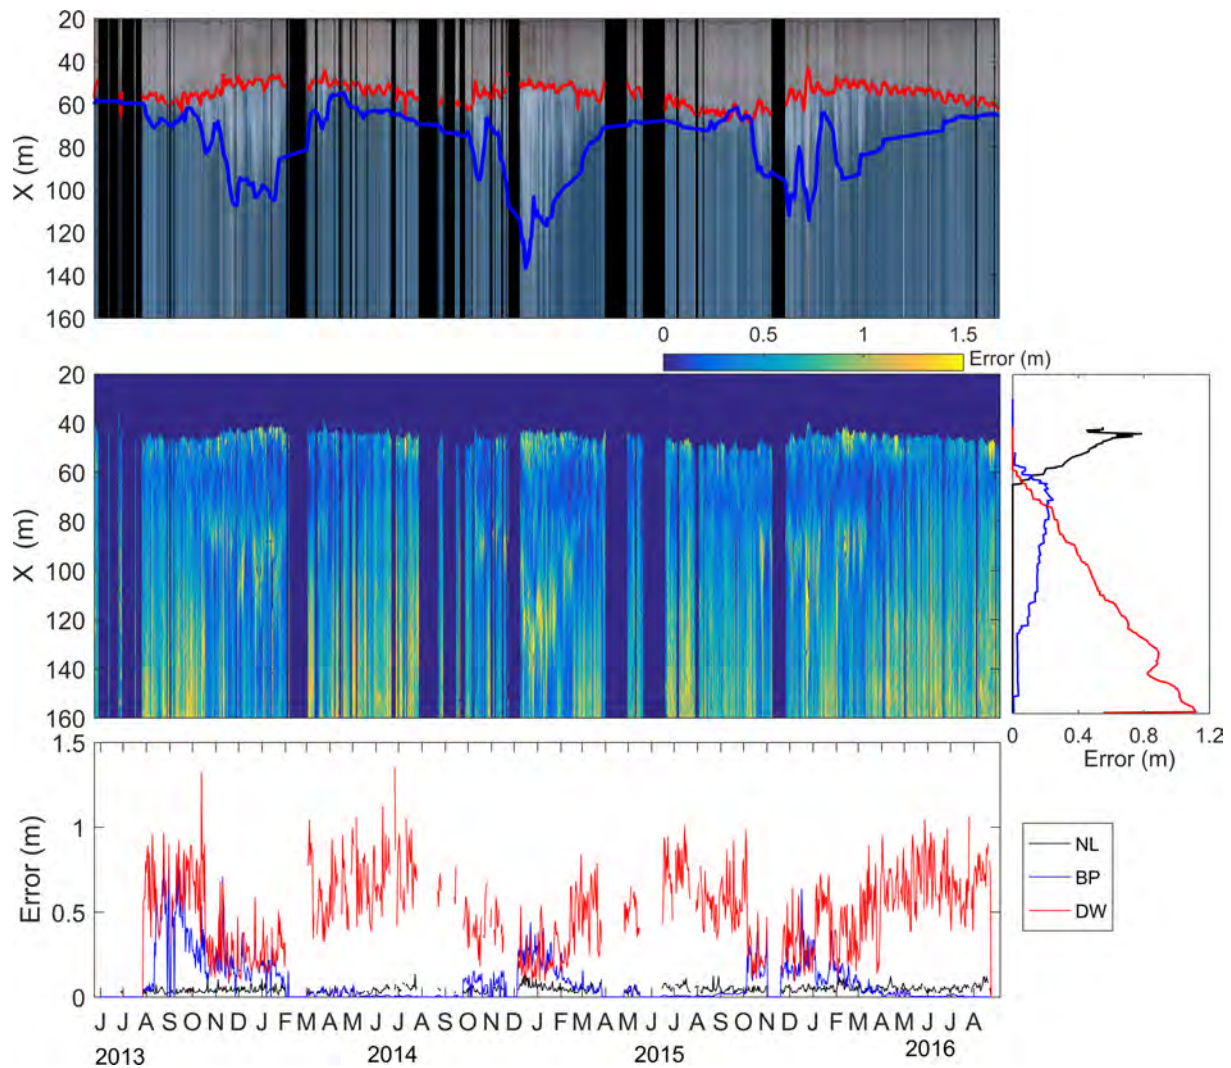 20
40
60
80
100
120
140
160
X (m)
0 0.5 1 1.5
Error (m)
20
40
60
80
100
120
140
160
X (m)
0 0.4 0.8 1.2
Error (m)
1.5
1
0.5
0
Error (m)
NL
BP
DW
J J A S O N D J F M A M J J A S O N D J F M A M J J A S O N D J F M A M J J A
2013 2014 2015 2016